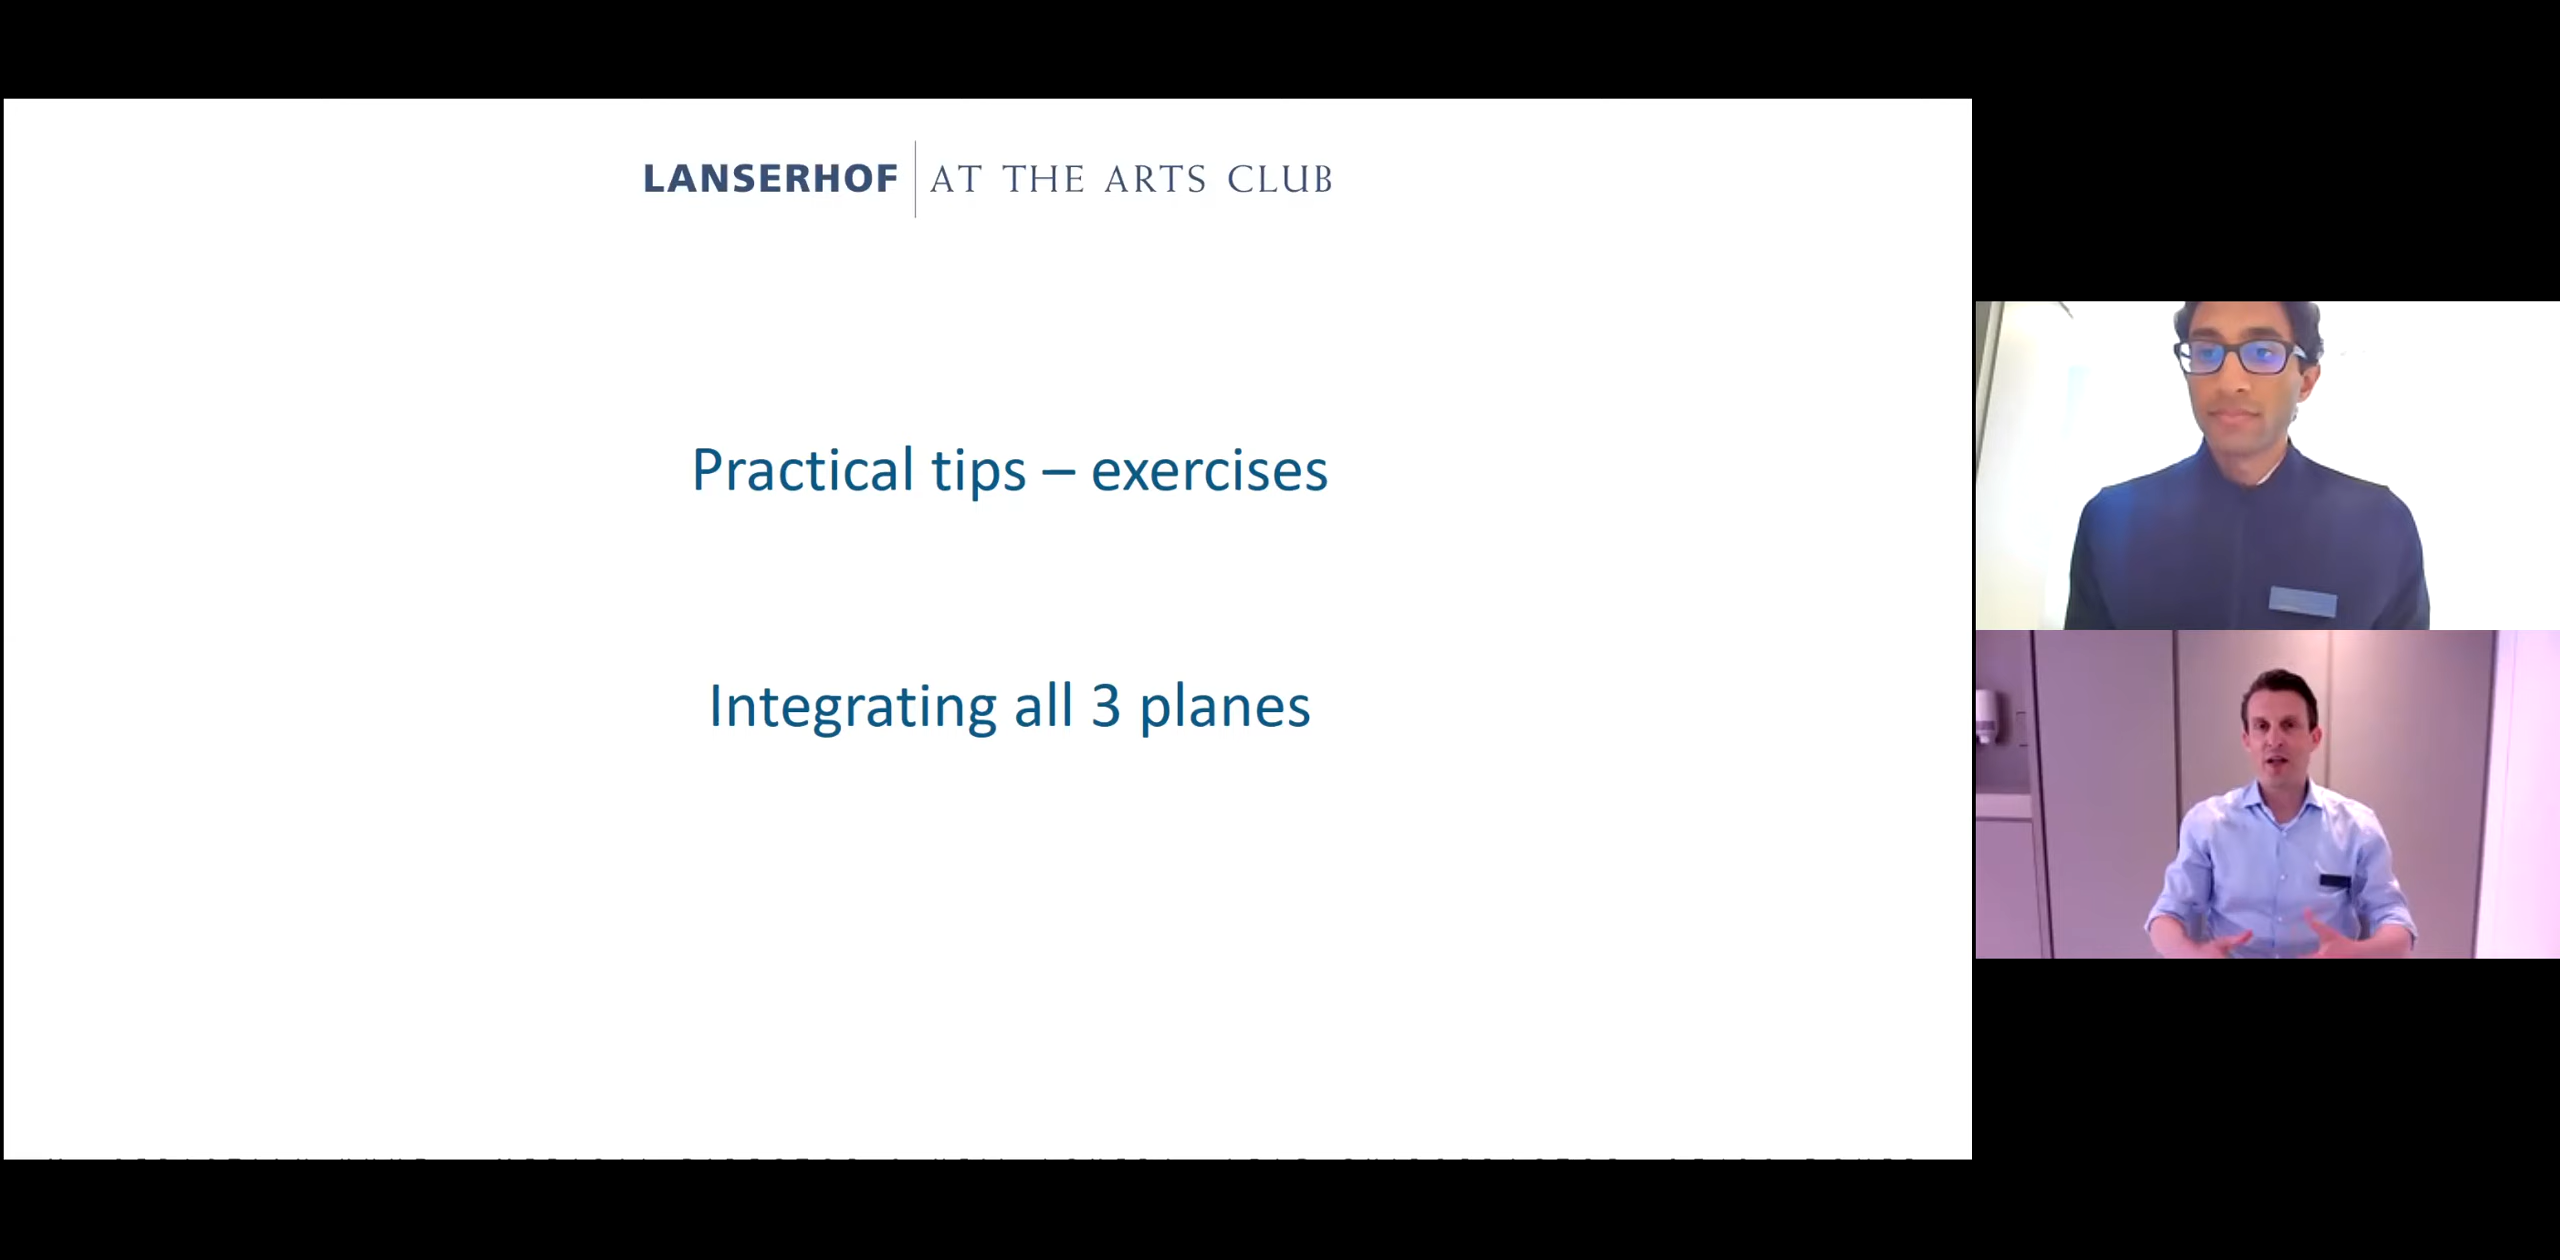 LANSERHOF AT THE ARTS CLUB
Practical tips – exercises
Integrating all 3 planes